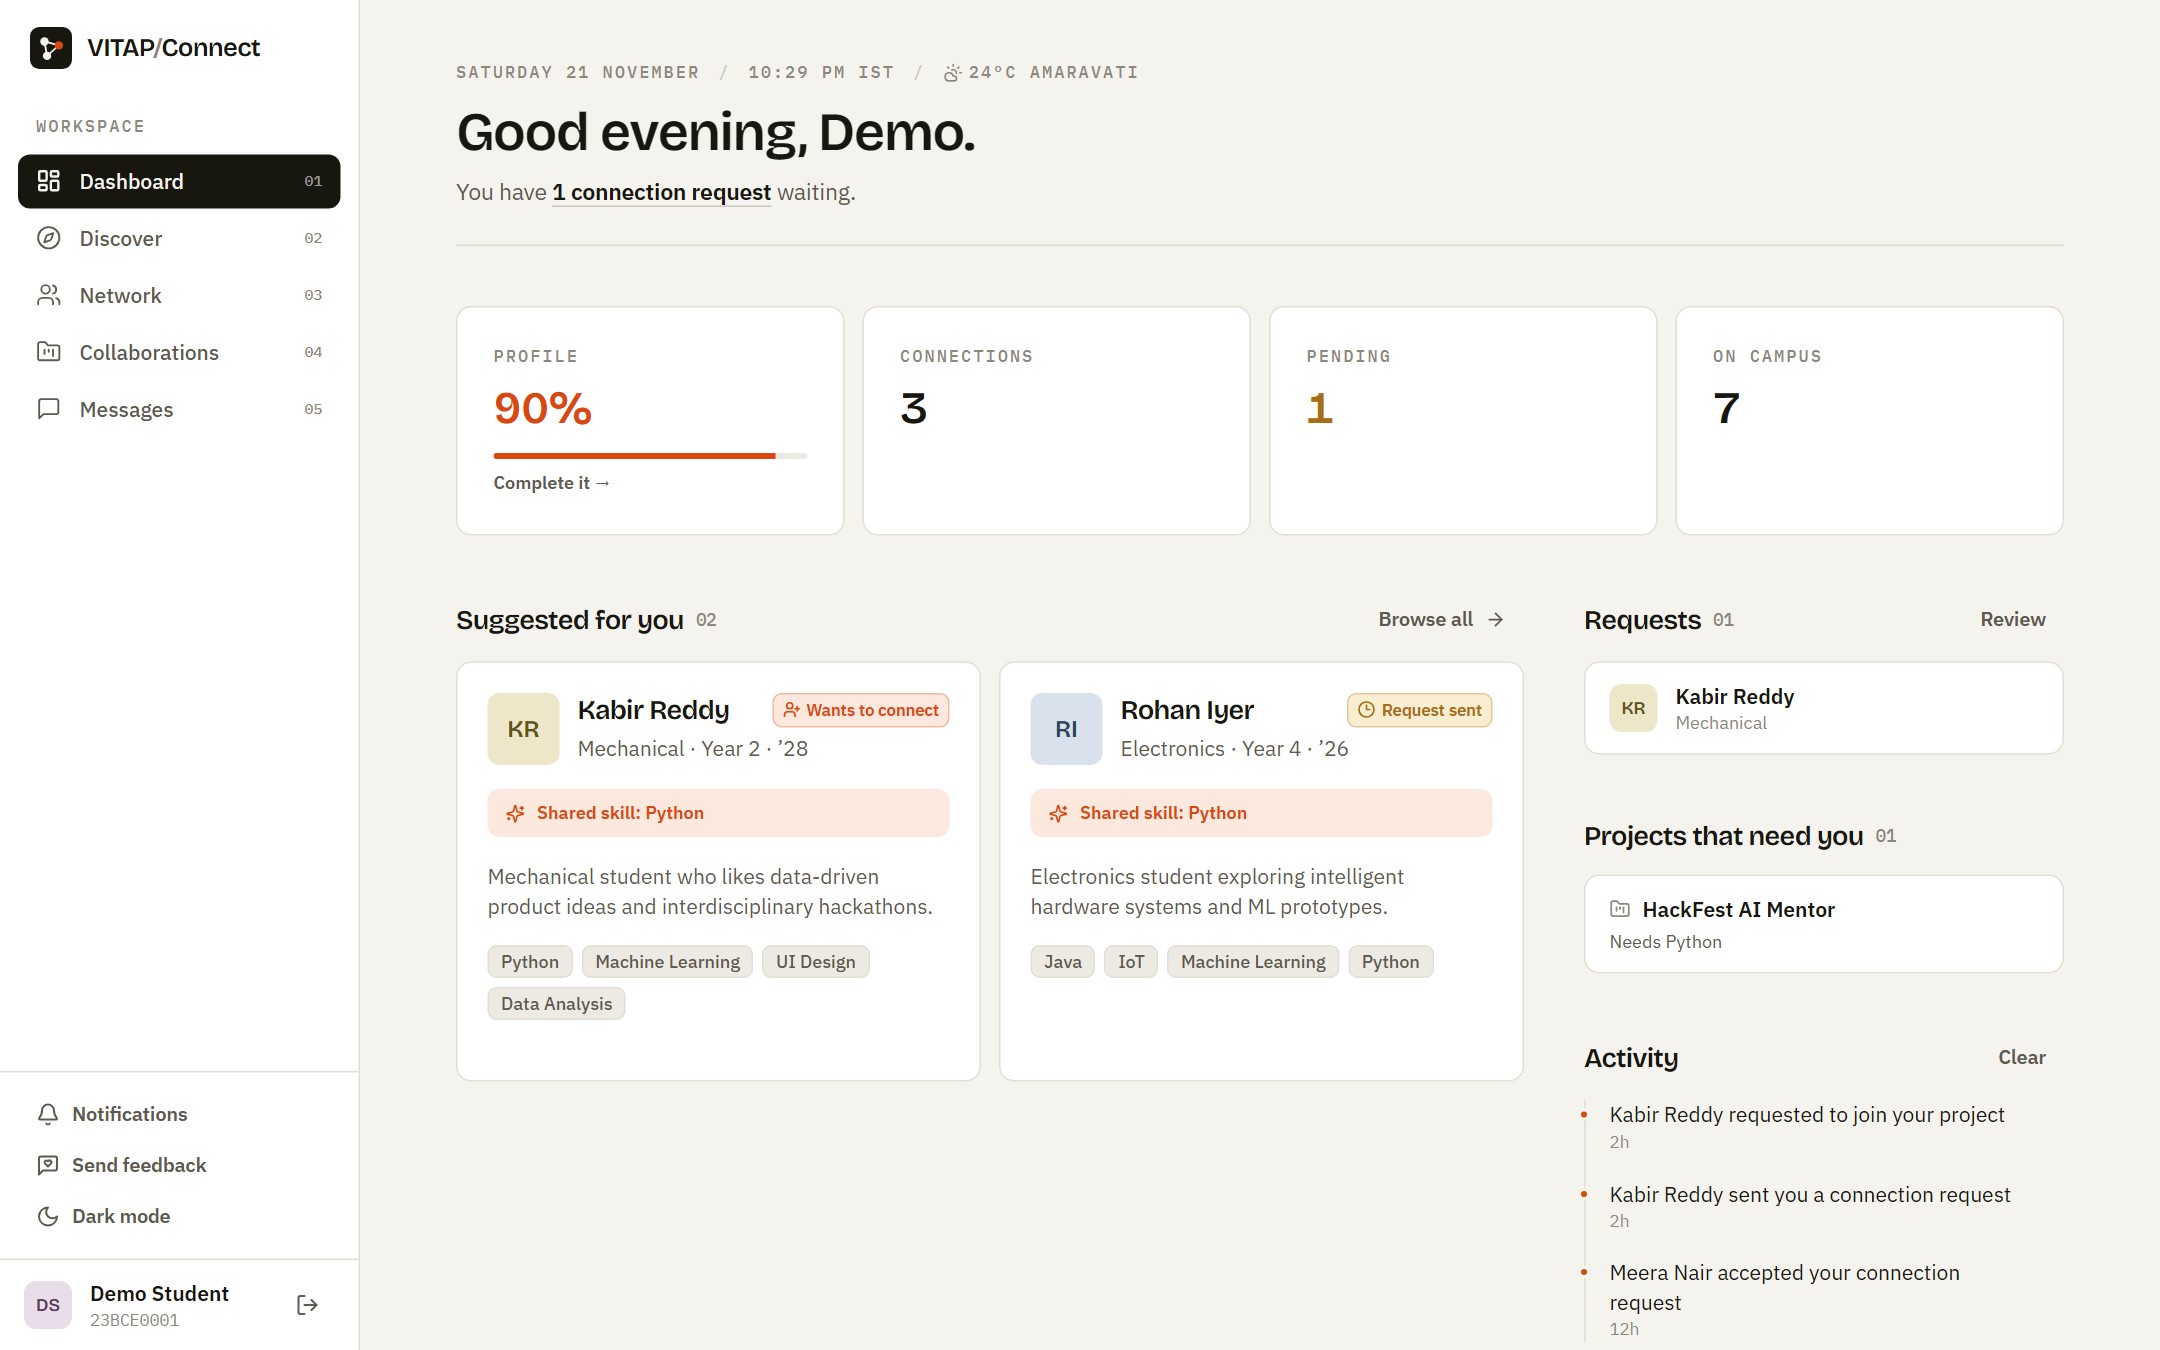 VITAP/Connect
WORKSPACE
Dashboard 01
Discover 02
Network 03
Collaborations 04
Messages 05
Notifications
Send feedback
Dark mode
DS
Demo Student
23BCE0001
SATURDAY 21 NOVEMBER / 10:29 PM IST / 24°C AMARAVATI
Good evening, Demo.
You have 1 connection request waiting.
PROFILE
90%
Complete it →
CONNECTIONS
3
PENDING
1
ON CAMPUS
7
Suggested for you 02
Browse all →
KR
Kabir Reddy
Wants to connect
Mechanical · Year 2 · ’28
Shared skill: Python
Mechanical student who likes data-driven
product ideas and interdisciplinary hackathons.
Python Machine Learning UI Design
Data Analysis
RI
Rohan Iyer
Request sent
Electronics · Year 4 · ’26
Shared skill: Python
Electronics student exploring intelligent
hardware systems and ML prototypes.
Java IoT Machine Learning Python
Requests 01
Review
KR
Kabir Reddy
Mechanical
Projects that need you 01
HackFest AI Mentor
Needs Python
Activity
Clear
Kabir Reddy requested to join your project
2h
Kabir Reddy sent you a connection request
2h
Meera Nair accepted your connection
request
12h